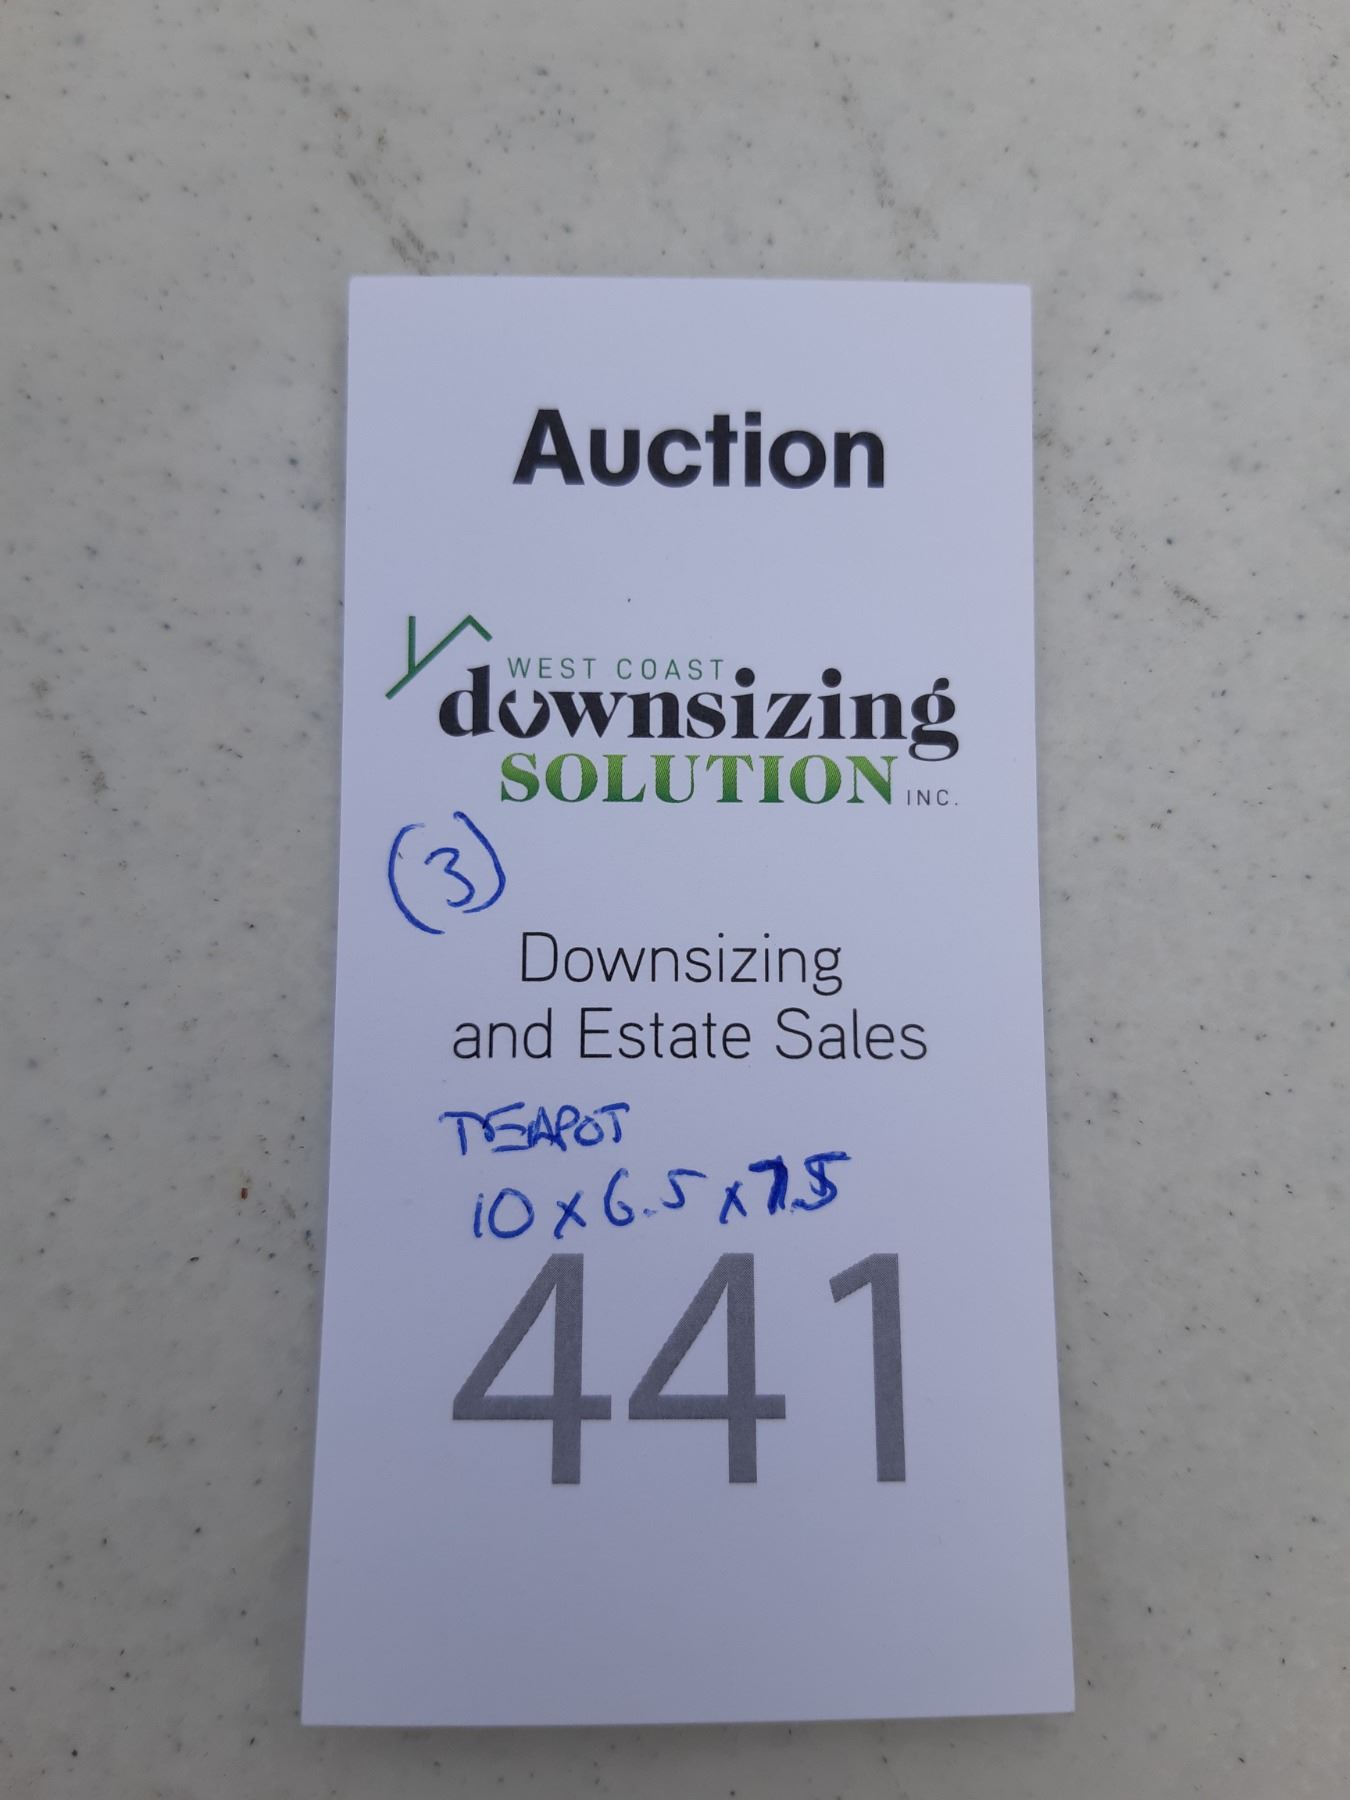 Auction
WEST COAST
downsizing
SOLUTION INC.
(3)
Downsizing
and Estate Sales
TEAPOT
10 x 6.5 x 7.5
441